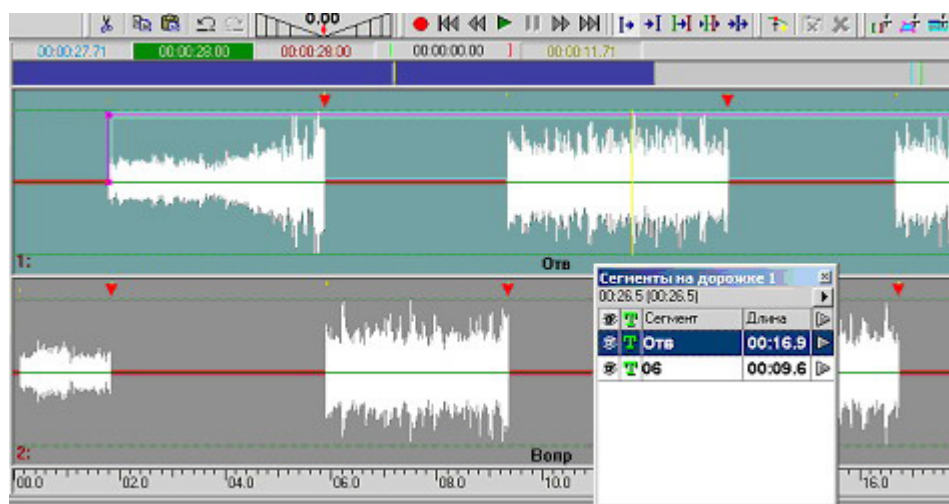 0.00
00:00:27.71 00:00:28.00 00:00:28.00 00:00:00.00 00:00:11.71
1: Отв
Сегменты на дорожке 1
00:26.5 (00:26.5)
Сегмент Длина
Отв 00:16.9
06 00:09.6
2: Вопр
00.0 02.0 04.0 06.0 08.0 10.0 16.0